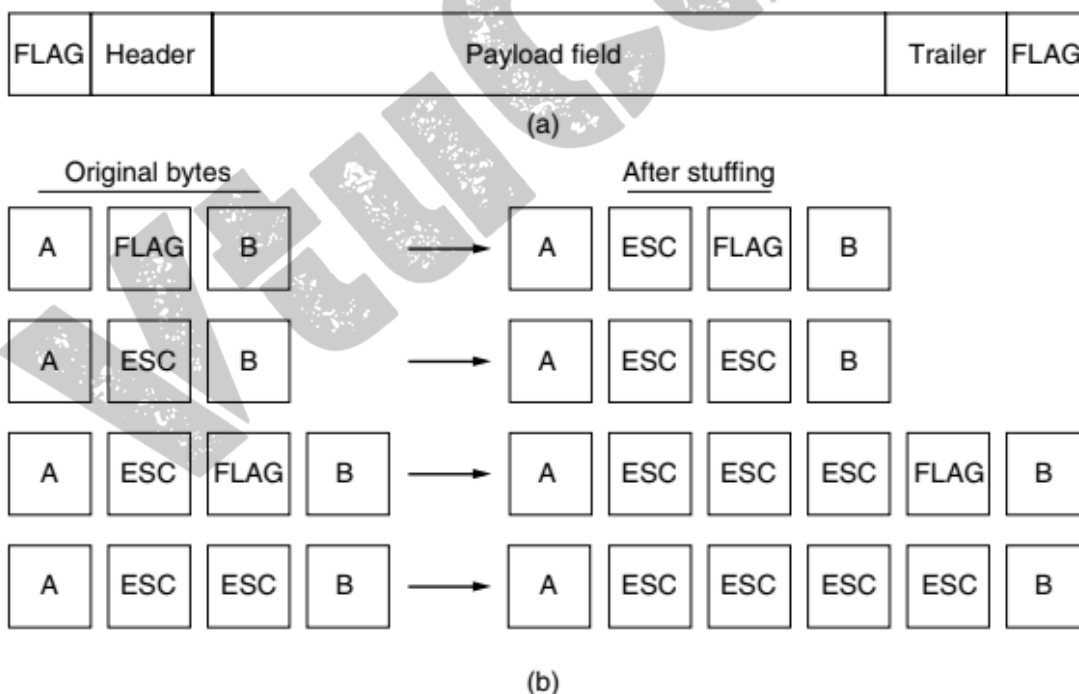 FLAG Header Payload field Trailer FLAG
(a)
Original bytes After stuffing
A FLAG B A ESC FLAG B
A ESC B A ESC ESC B
A ESC FLAG B A ESC ESC ESC FLAG B
A ESC ESC B A ESC ESC ESC ESC B
(b)